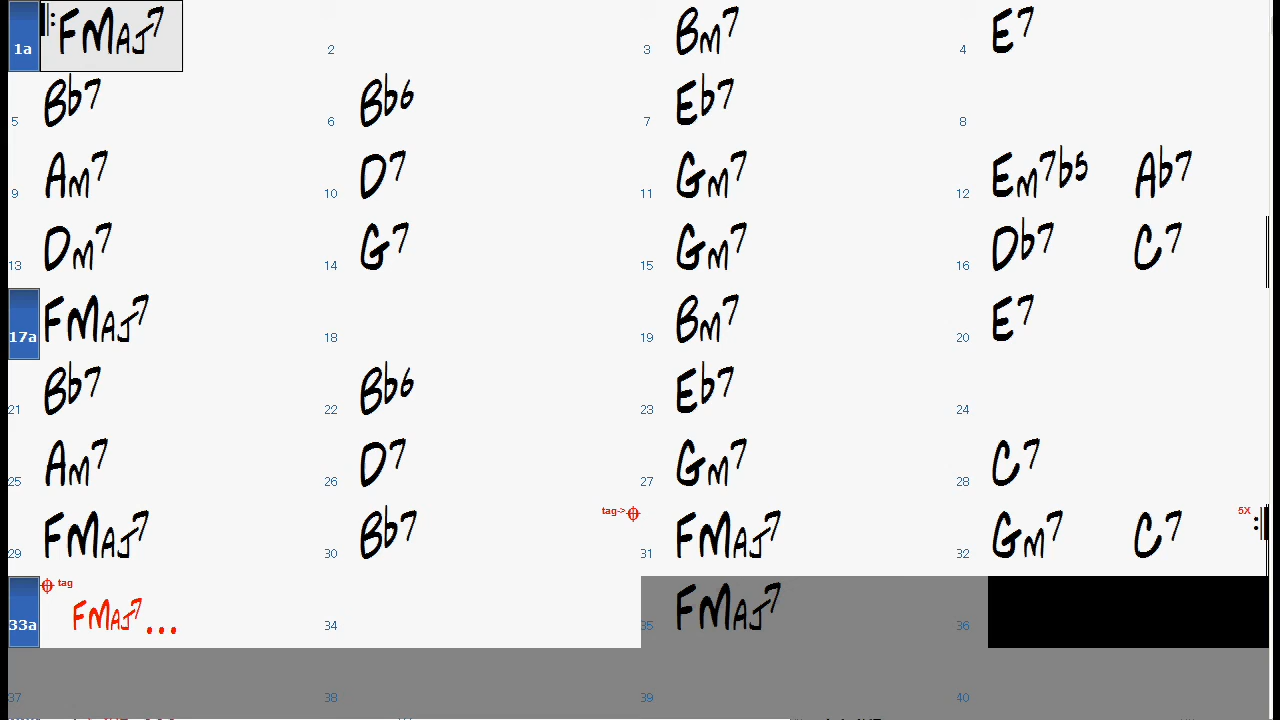 1a FMaj7 2 3 Bm7 4 E7
5 Bb7 6 Bb6 7 Eb7 8
9 Am7 10 D7 11 Gm7 12 Em7b5 Ab7
13 Dm7 14 G7 15 Gm7 16 Db7 C7
17a FMaj7 18 19 Bm7 20 E7
21 Bb7 22 Bb6 23 Eb7 24
25 Am7 26 D7 27 Gm7 28 C7
29 FMaj7 30 Bb7 tag-> 31 FMaj7 32 Gm7 C7 5X
33a tag FMaj7... 34 35 FMaj7 36
37 38 39 40